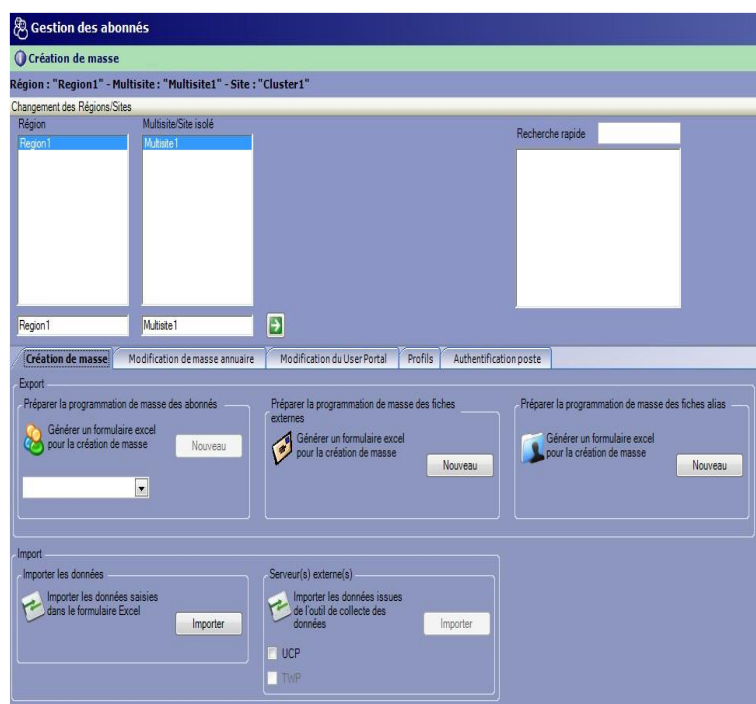 Gestion des abonnés
Création de masse
Région : "Region1" - Multisite : "Multisite1" - Site : "Cluster1"
Changement des Régions/Sites
Région
Multisite/Site isolé
Recherche rapide
Region1
Multisite1
Region1
Multisite1
Création de masse
Modification de masse annuaire
Modification du User Portal
Profils
Authentification poste
Export
Préparer la programmation de masse des abonnés
Générer un formulaire excel
pour la création de masse
Nouveau
Préparer la programmation de masse des fiches
externes
Générer un formulaire excel
pour la création de masse
Nouveau
Préparer la programmation de masse des fiches alias
Générer un formulaire excel
pour la création de masse
Nouveau
Import
Importer les données
Importer les données saisies
dans le formulaire Excel
Importer
Serveur(s) externe(s)
Importer les données issues
de l'outil de collecte des
données
Importer
UCP
TWP